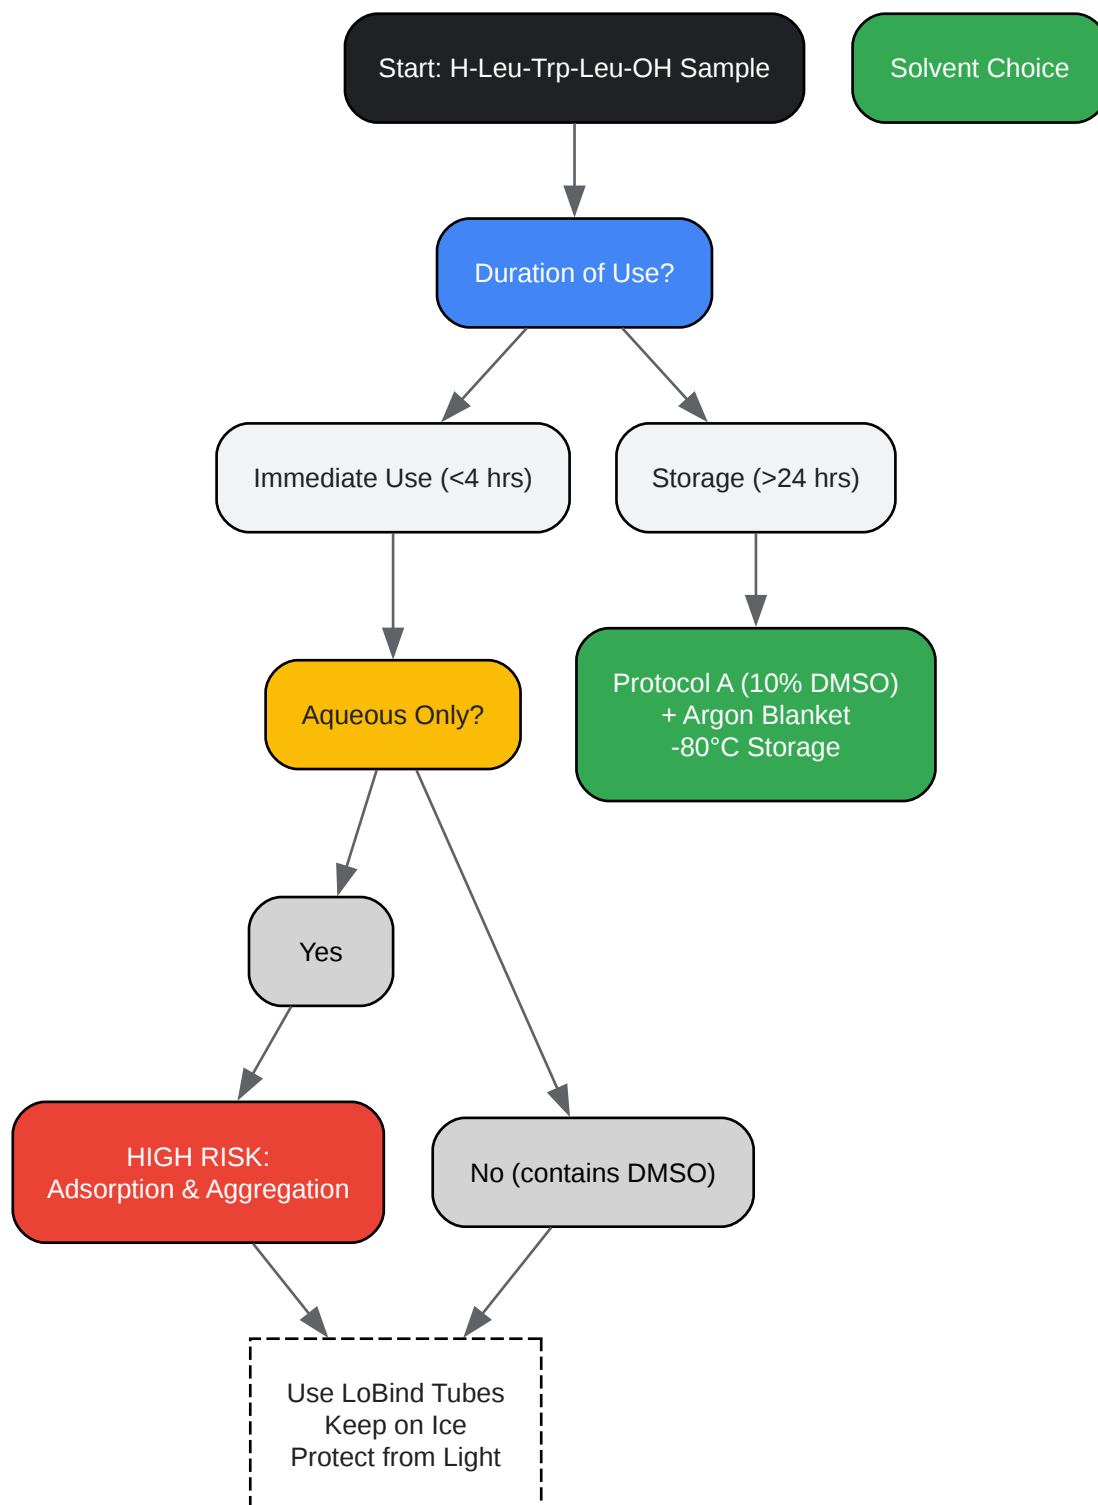 Start: H-Leu-Trp-Leu-OH Sample
Solvent Choice
Duration of Use?
Immediate Use (<4 hrs)
Storage (>24 hrs)
Protocol A (10% DMSO)
+ Argon Blanket
-80°C Storage
Aqueous Only?
Yes
HIGH RISK:
Adsorption & Aggregation
No (contains DMSO)
Use LoBind Tubes
Keep on Ice
Protect from Light